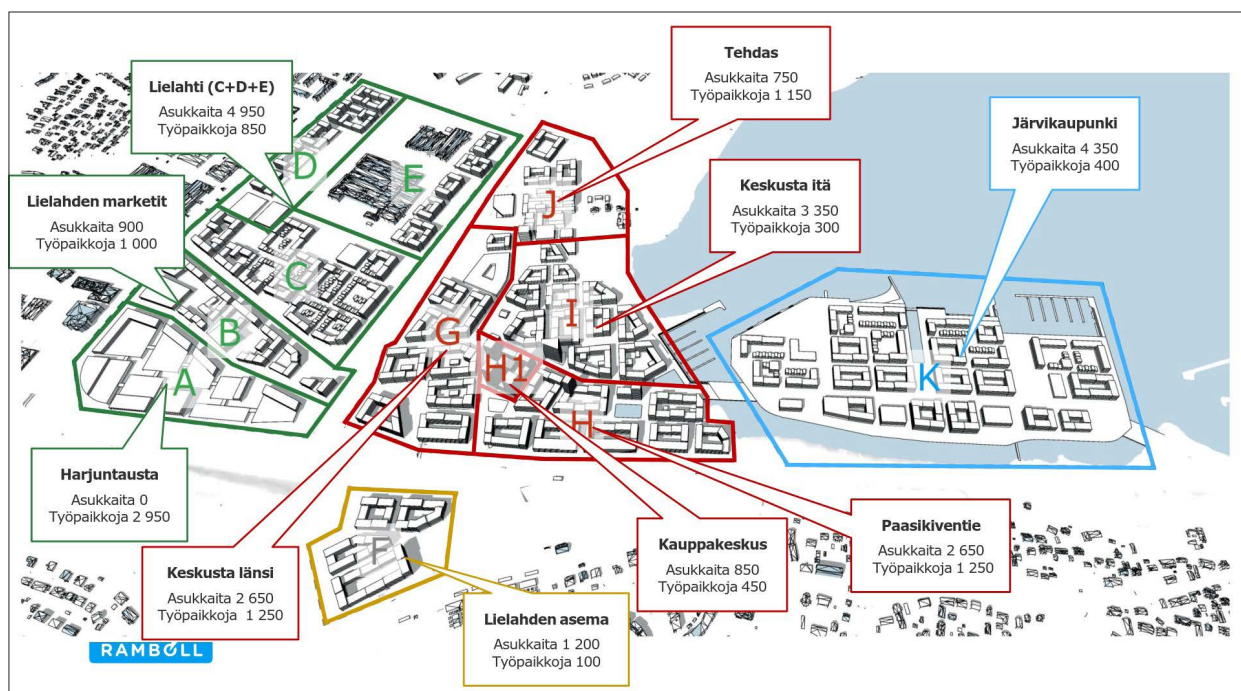 Tehdas
Asukkaita 750
Työpaikkoja 1 150
Lielahti (C+D+E)
Asukkaita 4 950
Työpaikkoja 850
Järvikaupunki
Asukkaita 4 350
Työpaikkoja 400
Keskusta itä
Asukkaita 3 350
Työpaikkoja 300
Lielahden marketit
Asukkaita 900
Työpaikkoja 1 000
D
E
J
C
I
B
G
H1
A
K
H
F
Harjuntausta
Asukkaita 0
Työpaikkoja 2 950
Keskusta länsi
Asukkaita 2 650
Työpaikkoja 1 250
Kauppakeskus
Asukkaita 850
Työpaikkoja 450
Paasikiventie
Asukkaita 2 650
Työpaikkoja 1 250
Lielahden asema
Asukkaita 1 200
Työpaikkoja 100
RAMBOLL